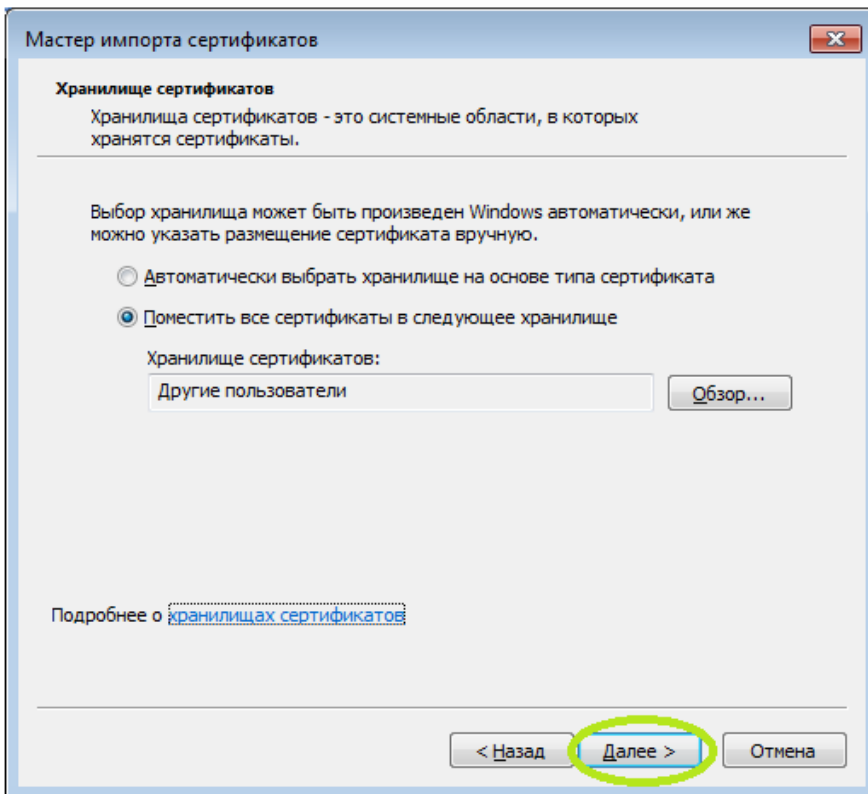 Мастер импорта сертификатов
Хранилище сертификатов
Хранилища сертификатов - это системные области, в которых
хранятся сертификаты.
Выбор хранилища может быть произведен Windows автоматически, или же
можно указать размещение сертификата вручную.
Автоматически выбрать хранилище на основе типа сертификата
Поместить все сертификаты в следующее хранилище
Хранилище сертификатов:
Другие пользователи
Обзор...
Подробнее о хранилищах сертификатов
< Назад
Далее >
Отмена